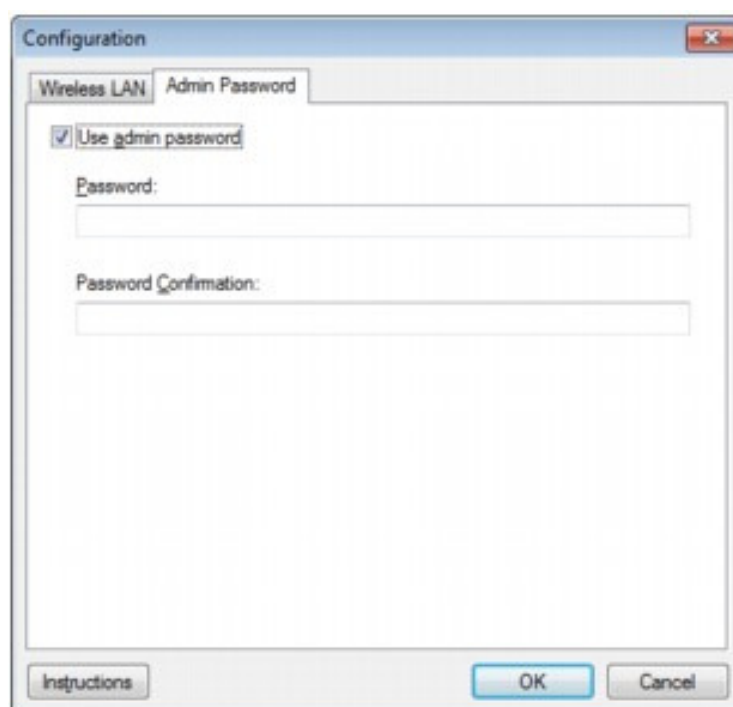 Configuration
Wireless LAN Admin Password
Use admin password
Password:
Password Confirmation:
Instructions OK Cancel